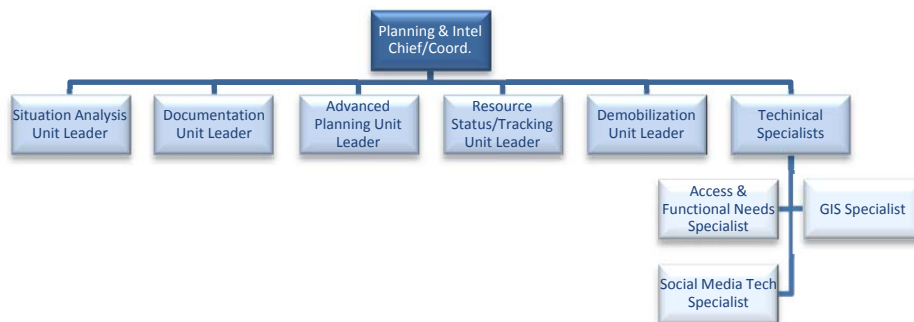 Planning & Intel
Chief/Coord.
Situation Analysis
Unit Leader
Documentation
Unit Leader
Advanced
Planning Unit
Leader
Resource
Status/Tracking
Unit Leader
Demobilization
Unit Leader
Techinical
Specialists
Access &
Functional Needs
Specialist
GIS Specialist
Social Media Tech
Specialist